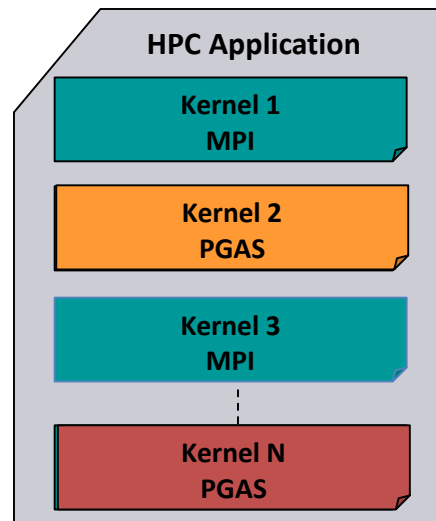 HPC Application
Kernel 1
MPI
Kernel 2
PGAS
Kernel 3
MPI
Kernel N
PGAS